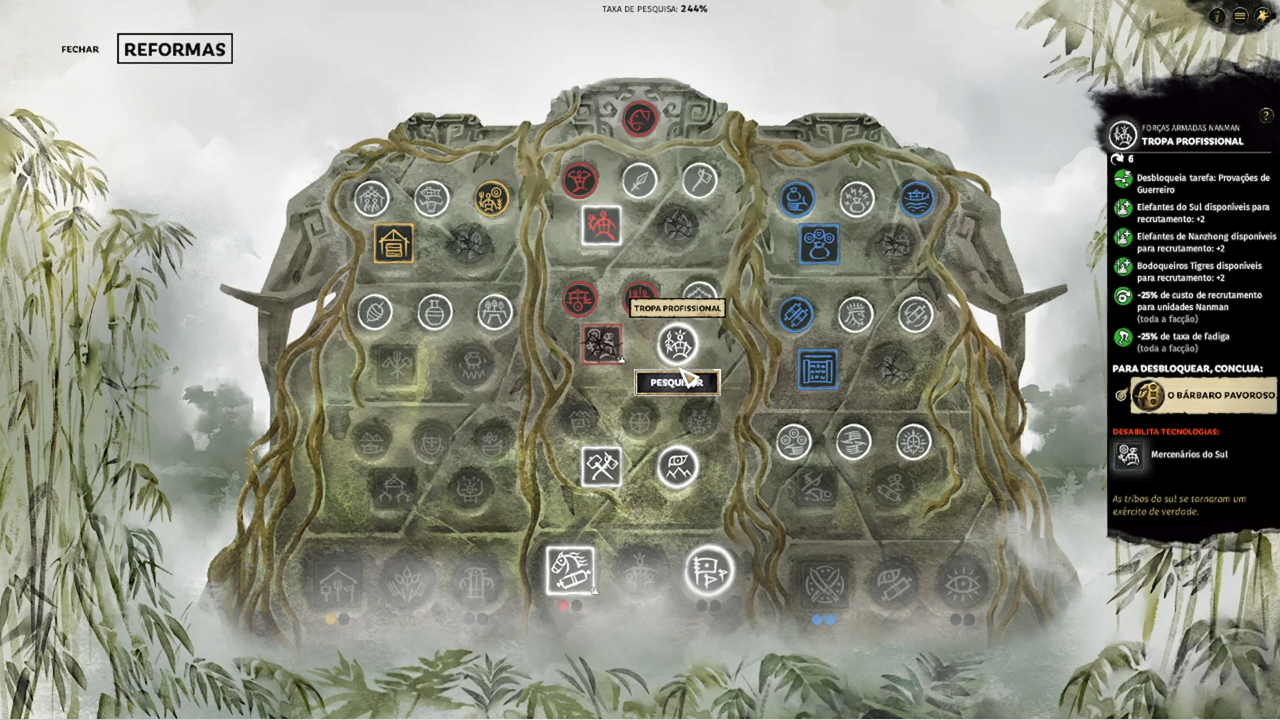 TAXA DE PESQUISA: 244%
FECHAR
REFORMAS
TROPA PROFISSIONAL
?
FORÇAS ARMADAS NANMAN
TROPA PROFISSIONAL
6
Desbloqueia tarefa: Provações de
Guerreiro
Elefantes do Sul disponíveis para
recrutamento: +2
Elefantes de Nanzhong disponíveis
para recrutamento: +2
Bodoqueiros Tigres disponíveis
para recrutamento: +2
-25% de custo de recrutamento
para unidades Nanman
(toda a facção)
-25% de taxa de fadiga
(toda a facção)
PARA DESBLOQUEAR, CONCLUA:
O BÁRBARO PAVOROSO
DESABILITA TECNOLOGIAS:
Mercenários do Sul
As tribos do sul se tornaram um
exército de verdade.